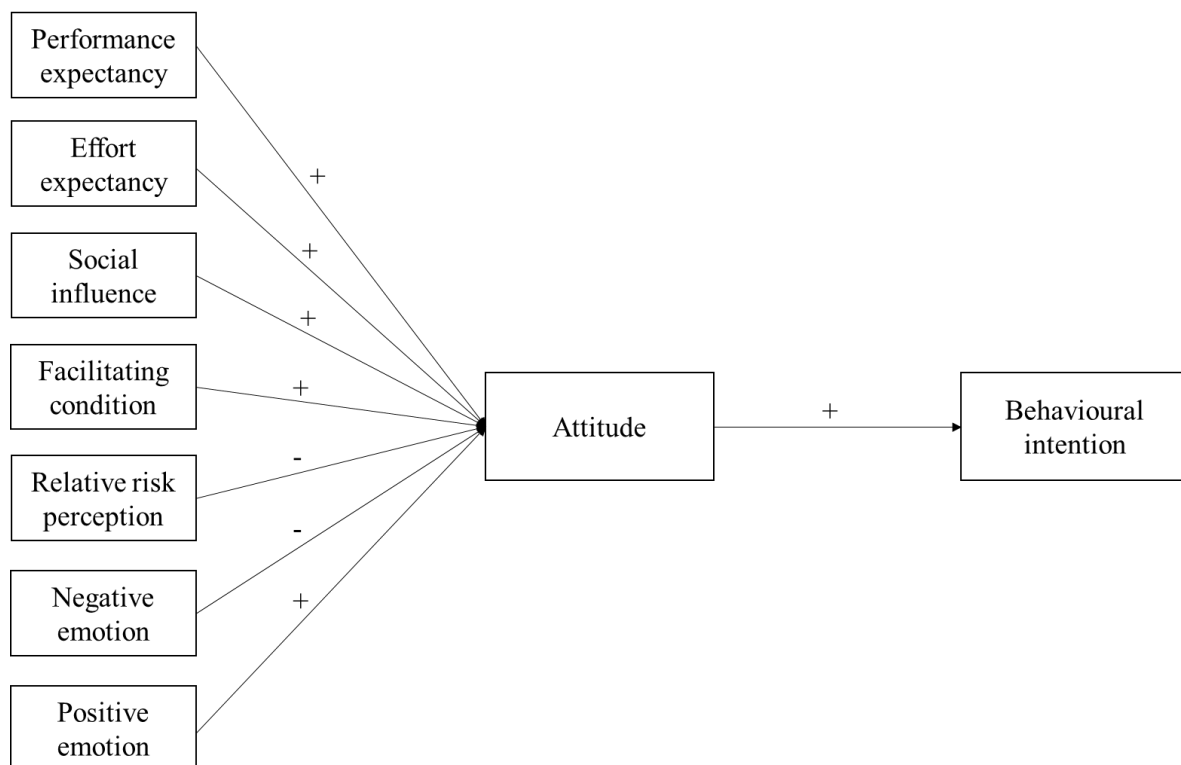 Performance
expectancy
Effort
expectancy
+
Social
influence
+
+
Facilitating
condition
+
Attitude
+
Behavioural
intention
Relative risk
perception
-
Negative
emotion
-
+
Positive
emotion